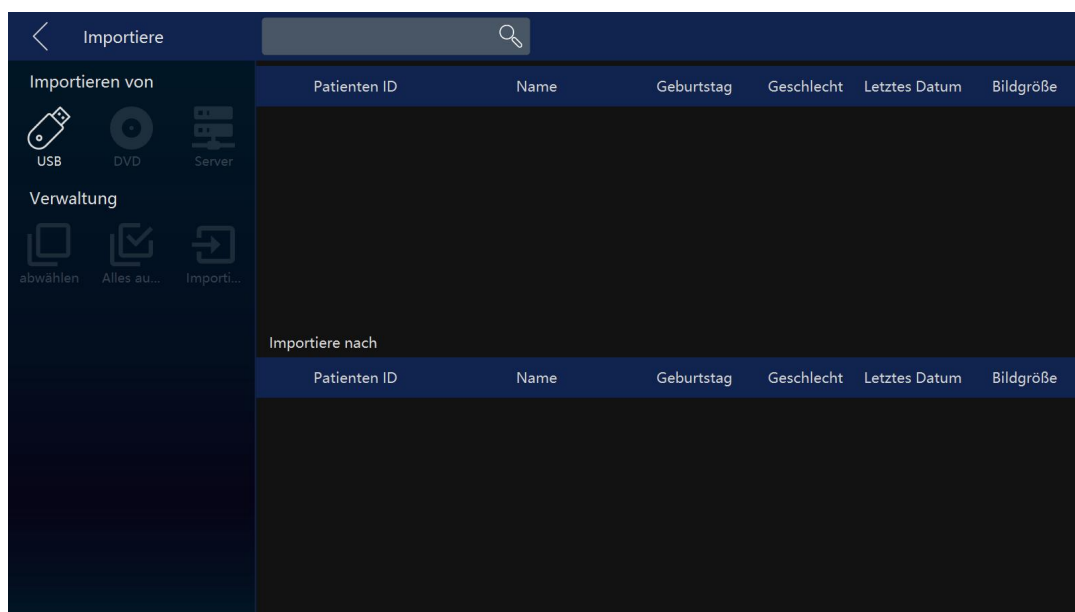 Importiere
Importieren von
USB DVD Server
Verwaltung
abwählen Alles au... Importi...
Patienten ID Name Geburtstag Geschlecht Letztes Datum Bildgröße
Importiere nach
Patienten ID Name Geburtstag Geschlecht Letztes Datum Bildgröße